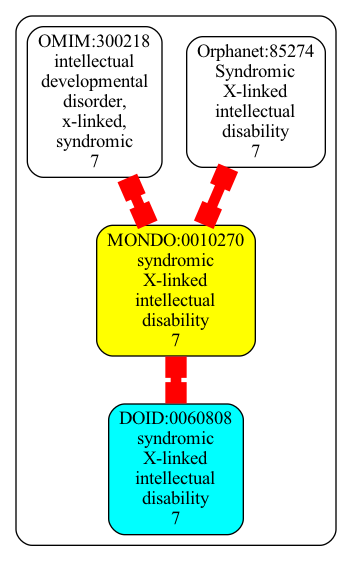 OMIM:300218
intellectual
developmental
disorder,
x-linked,
syndromic
7
Orphanet:85274
Syndromic
X-linked
intellectual
disability
7
MONDO:0010270
syndromic
X-linked
intellectual
disability
7
DOID:0060808
syndromic
X-linked
intellectual
disability
7